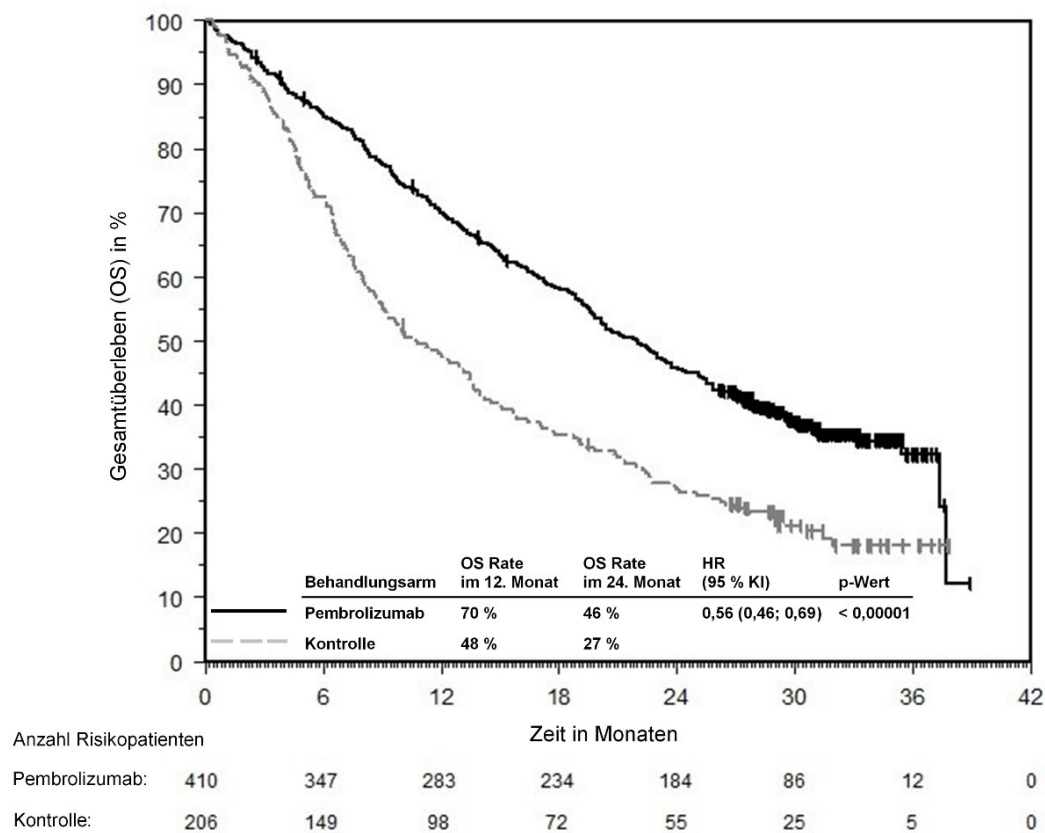 Gesamtüberleben (OS) in %
100
90
80
70
60
50
40
30
20
10
0
OS Rate OS Rate HR
Behandlungsarm im 12. Monat im 24. Monat (95 % KI) p-Wert
Pembrolizumab 70 % 46 % 0,56 (0,46; 0,69) < 0,00001
Kontrolle 48 % 27 %
0 6 12 18 24 30 36 42
Zeit in Monaten
Anzahl Risikopatienten
Pembrolizumab: 410 347 283 234 184 86 12 0
Kontrolle: 206 149 98 72 55 25 5 0